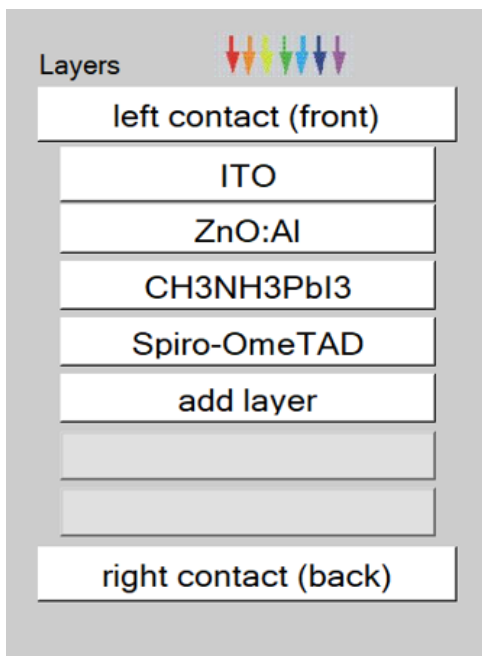 Layers
left contact (front)
ITO
ZnO:Al
CH3NH3PbI3
Spiro-OmeTAD
add layer
right contact (back)